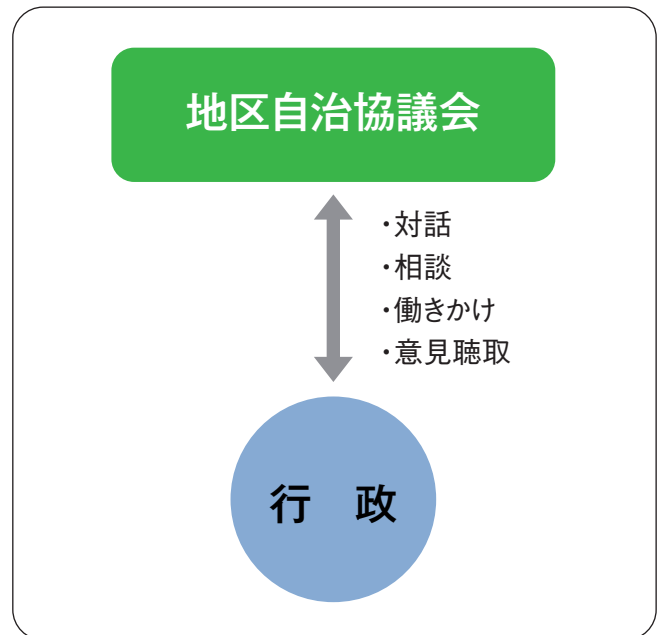 地区自治協議会
・対話
・相談
・働きかけ
・意見聴取
行　政